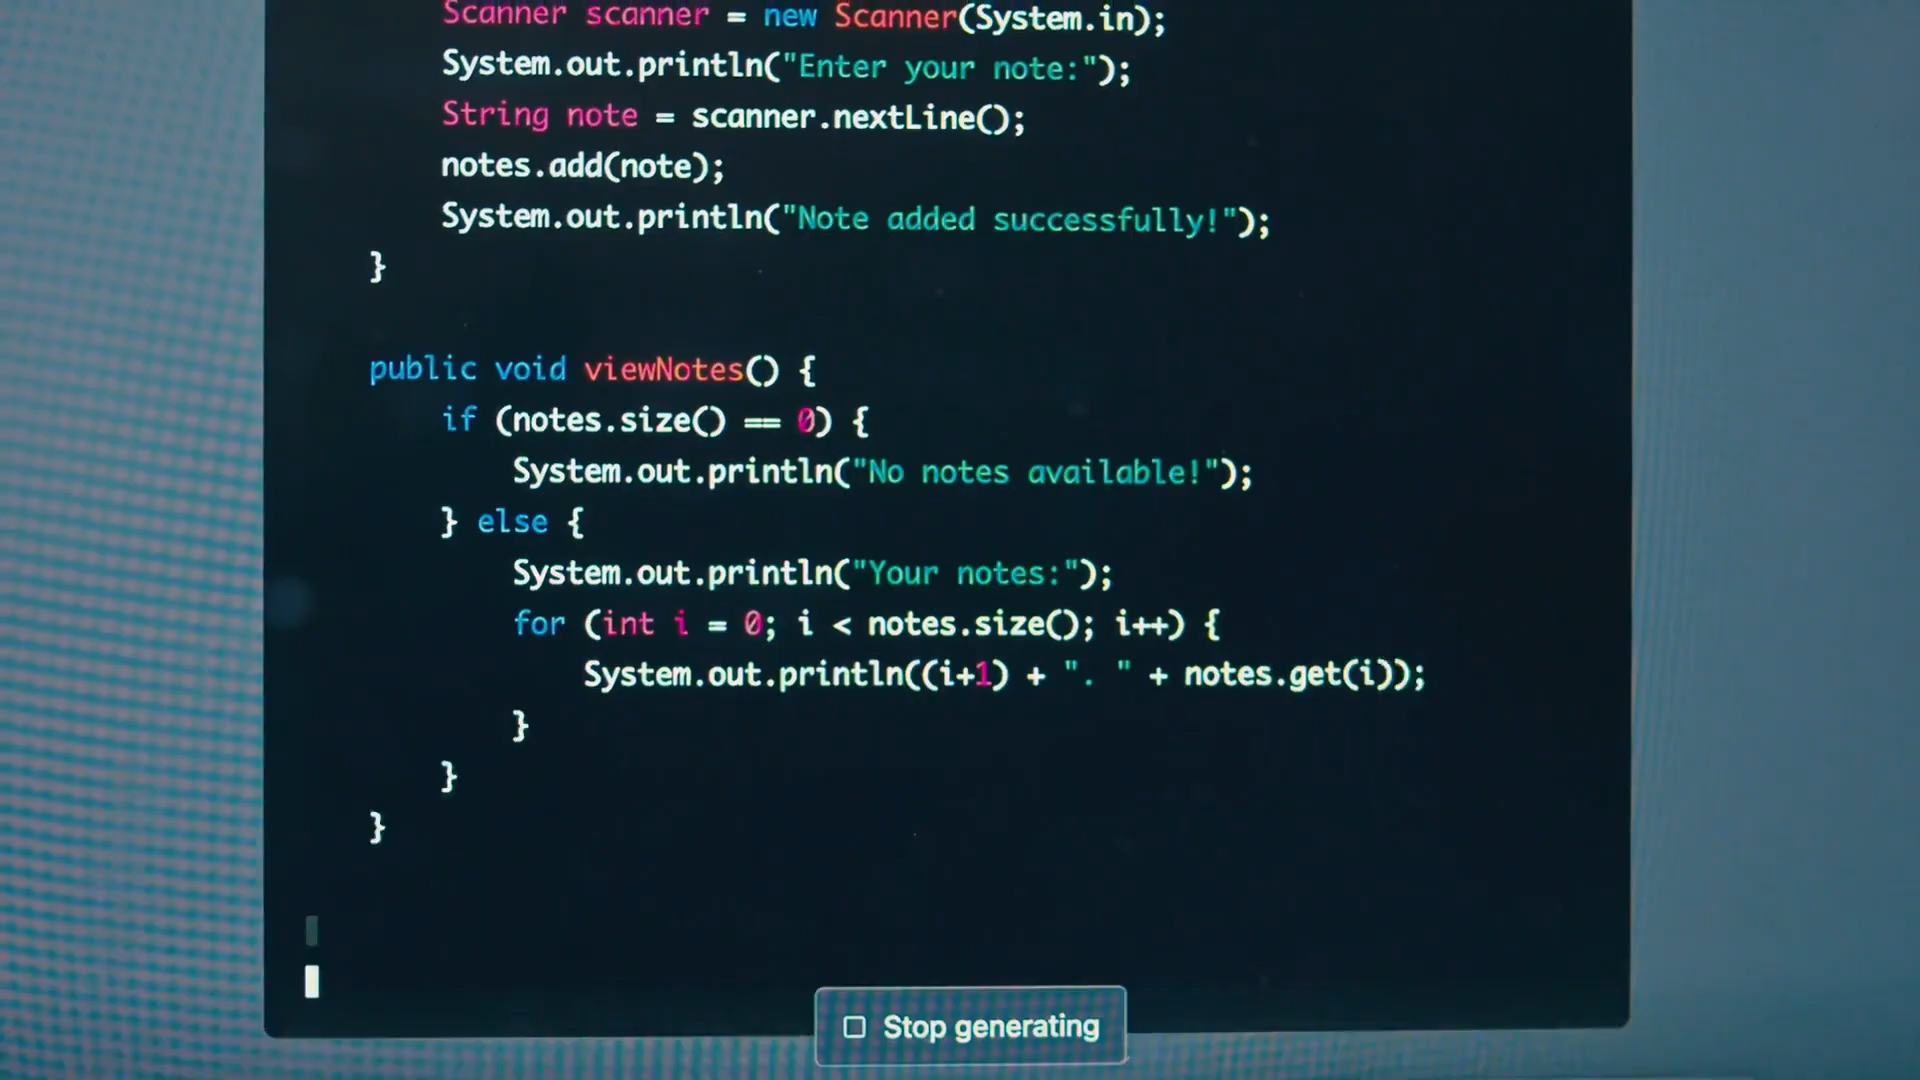 Scanner scanner = new Scanner(System.in);
System.out.println("Enter your note:");
String note = scanner.nextLine();
notes.add(note);
System.out.println("Note added successfully!");
}
public void viewNotes() {
if (notes.size() == 0) {
System.out.println("No notes available!");
} else {
System.out.println("Your notes:");
for (int i = 0; i < notes.size(); i++) {
System.out.println((i+1) + ". " + notes.get(i));
}
}
}
Stop generating